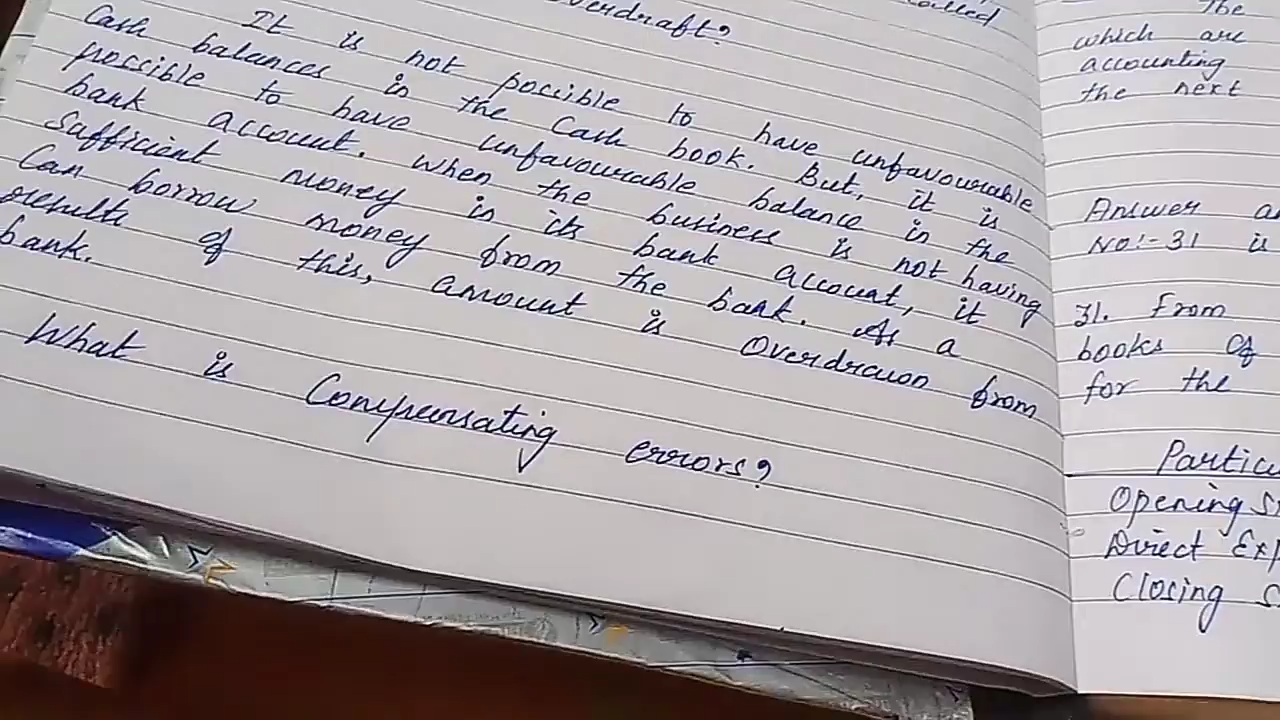 called
Overdraft?
It is not possible to have unfavourable
Cash balances in the Cash book. But, it is
possible to have unfavourable balance in the
bank account. When the business is not having
sufficient money in its bank account, it
can borrow money from the bank. As a
results of this, amount is Overdrawn from
bank.
What is Compensating errors?
The
which are
accounting
the next
Answer
No:-31 is
31. From
books of
for the
Particu
Opening
Direct Exp
Closing